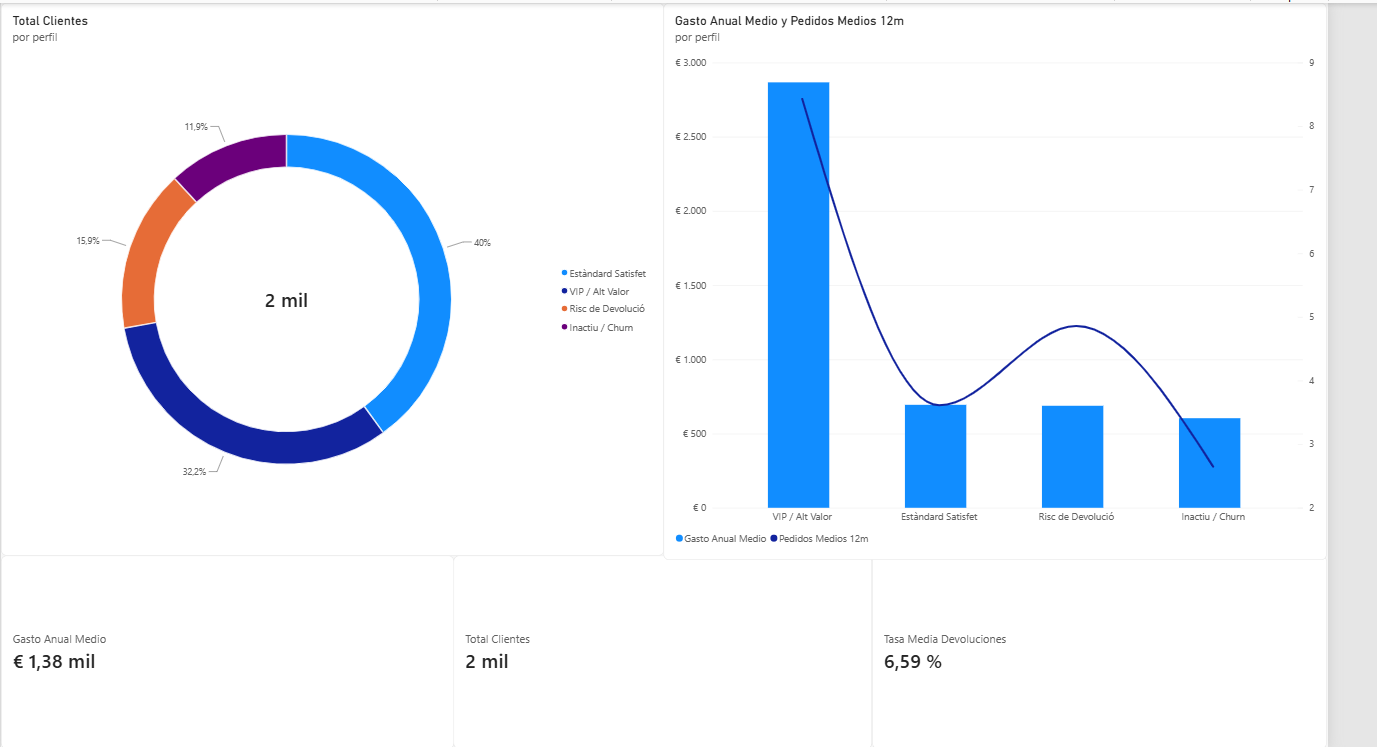 Total Clientes
por perfil
11,9%
15,9%
40%
2 mil
32,2%
Estàndard Satisfet
VIP / Alt Valor
Risc de Devolució
Inactiu / Churn
Gasto Anual Medio y Pedidos Medios 12m
por perfil
€ 3.000
€ 2.500
€ 2.000
€ 1.500
€ 1.000
€ 500
€ 0
9
8
7
6
5
4
3
2
VIP / Alt Valor
Estàndard Satisfet
Risc de Devolució
Inactiu / Churn
Gasto Anual Medio
Pedidos Medios 12m
Gasto Anual Medio
€ 1,38 mil
Total Clientes
2 mil
Tasa Media Devoluciones
6,59 %